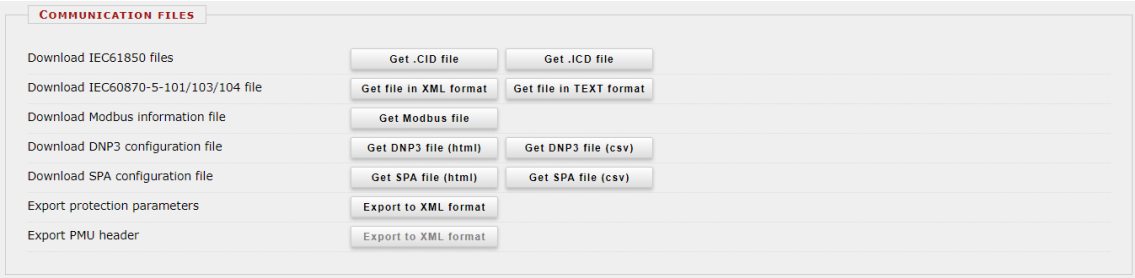 COMMUNICATION FILES
Download IEC61850 files Get .CID file Get .ICD file
Download IEC60870-5-101/103/104 file Get file in XML format Get file in TEXT format
Download Modbus information file Get Modbus file
Download DNP3 configuration file Get DNP3 file (html) Get DNP3 file (csv)
Download SPA configuration file Get SPA file (html) Get SPA file (csv)
Export protection parameters Export to XML format
Export PMU header Export to XML format